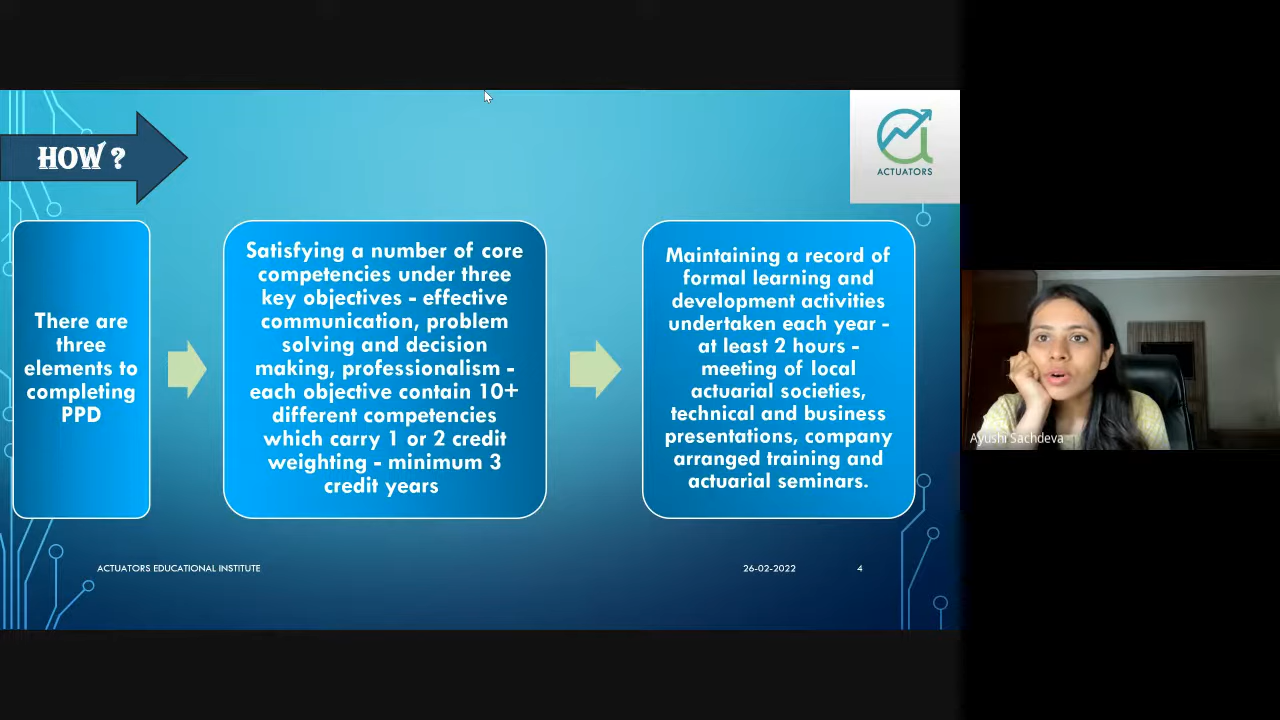 HOW ?
ACTUATORS
There are
three
elements to
completing
PPD
Satisfying a number of core
competencies under three
key objectives - effective
communication, problem
solving and decision
making, professionalism -
each objective contain 10+
different competencies
which carry 1 or 2 credit
weighting - minimum 3
credit years
Maintaining a record of
formal learning and
development activities
undertaken each year -
at least 2 hours -
meeting of local
actuarial societies,
technical and business
presentations, company
arranged training and
actuarial seminars.
Ayushi Sachdeva
ACTUATORS EDUCATIONAL INSTITUTE
26-02-2022
4